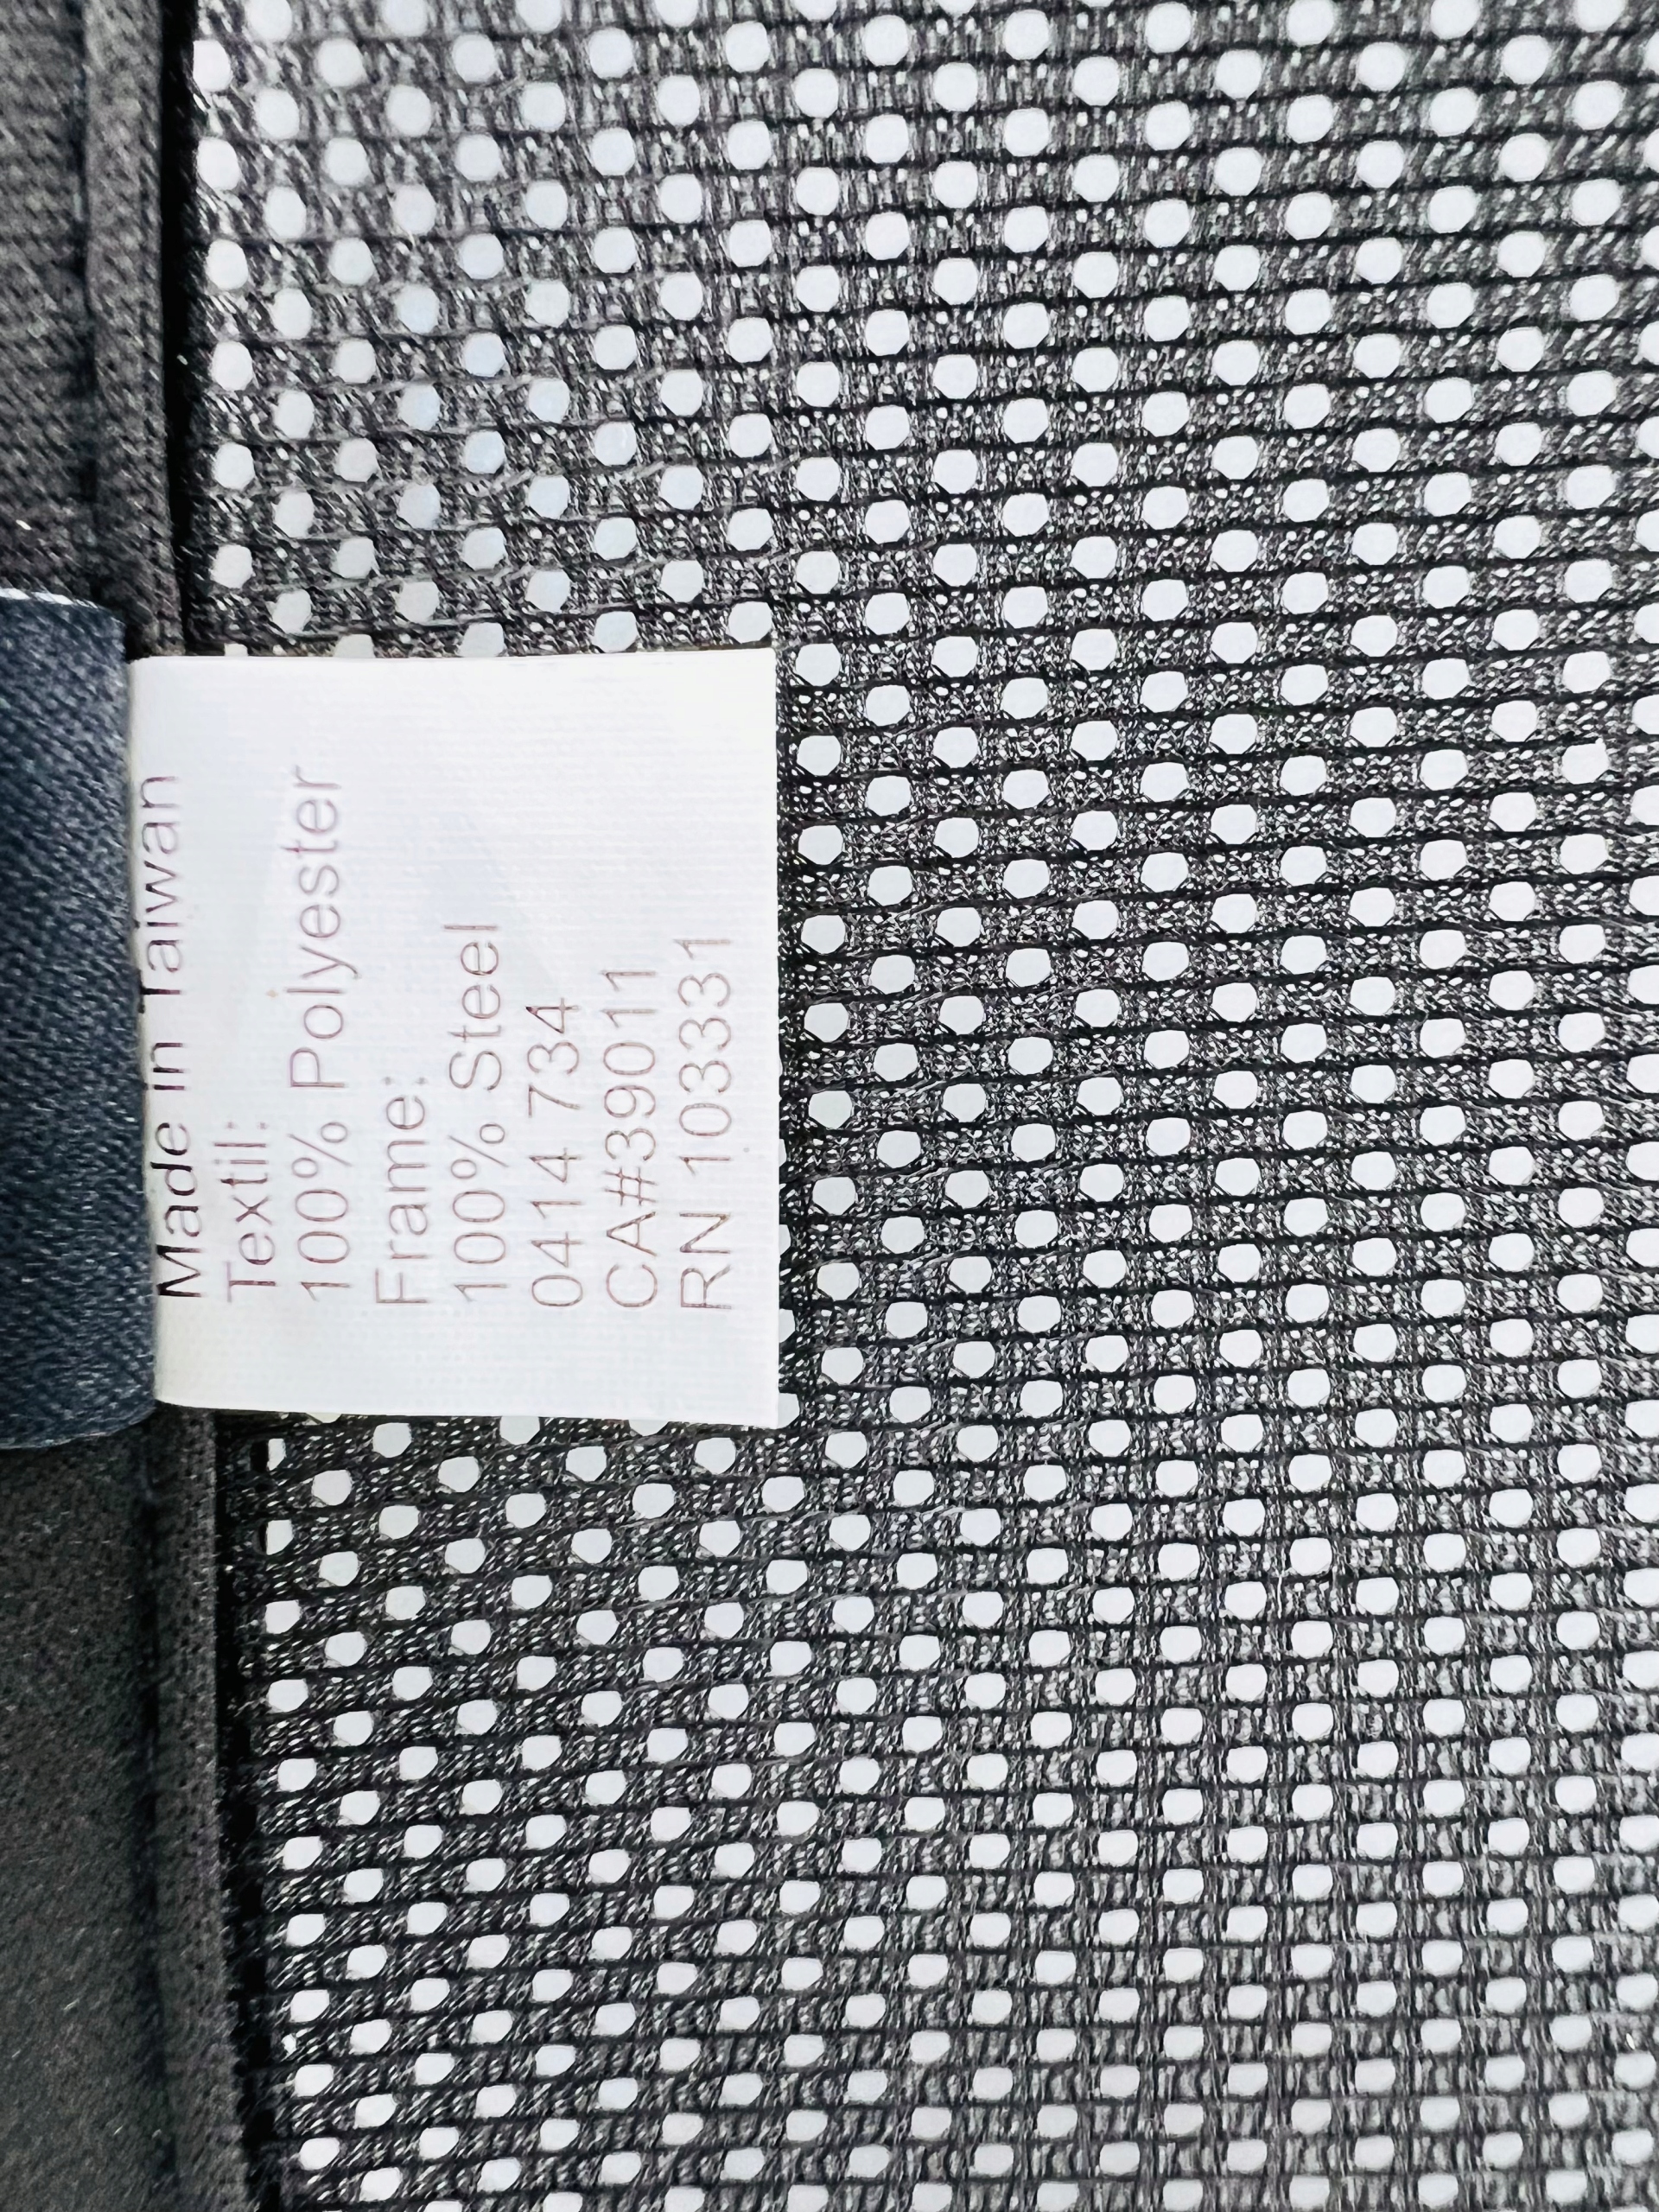 Made in Taiwan
Textil:
100% Polyester
Frame:
100% Steel
0414 734
CA#39011
RN 103331